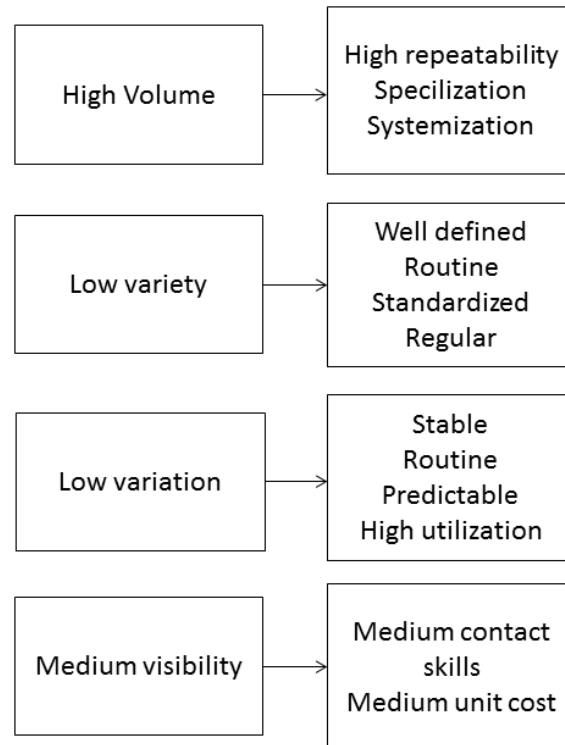 High Volume
High repeatability
Specilization
Systemization
Low variety
Well defined
Routine
Standardized
Regular
Low variation
Stable
Routine
Predictable
High utilization
Medium visibility
Medium contact
skills
Medium unit cost